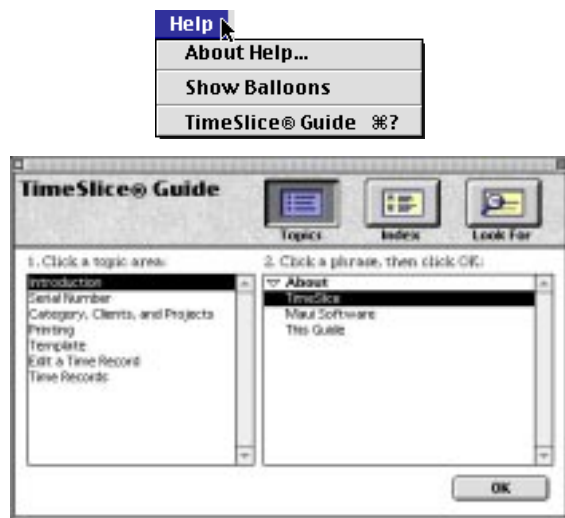 Help
About Help...
Show Balloons
TimeSlice® Guide ⌘?
TimeSlice® Guide
Topics
Index
Look For
1. Click a topic area:
2. Click a phrase, then click OK:
Introduction
Serial Number
Category, Clients, and Projects
Printing
Template
Edit a Time Record
Time Records
About
TimeSlice
Maui Software
This Guide
OK